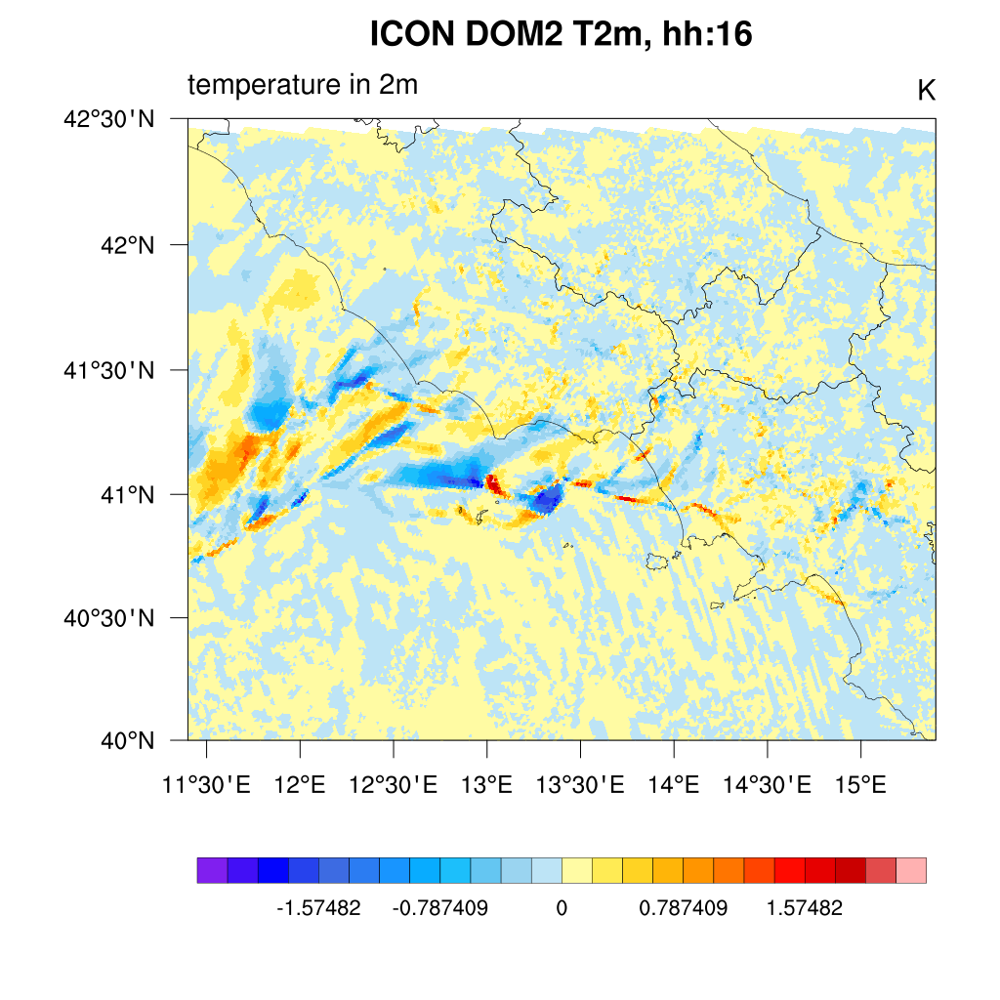 ICON DOM2 T2m, hh:16
temperature in 2m
K
42°30'N
42°N
41°30'N
41°N
40°30'N
40°N
11°30'E 12°E 12°30'E 13°E 13°30'E 14°E 14°30'E 15°E
-1.57482 -0.787409 0 0.787409 1.57482